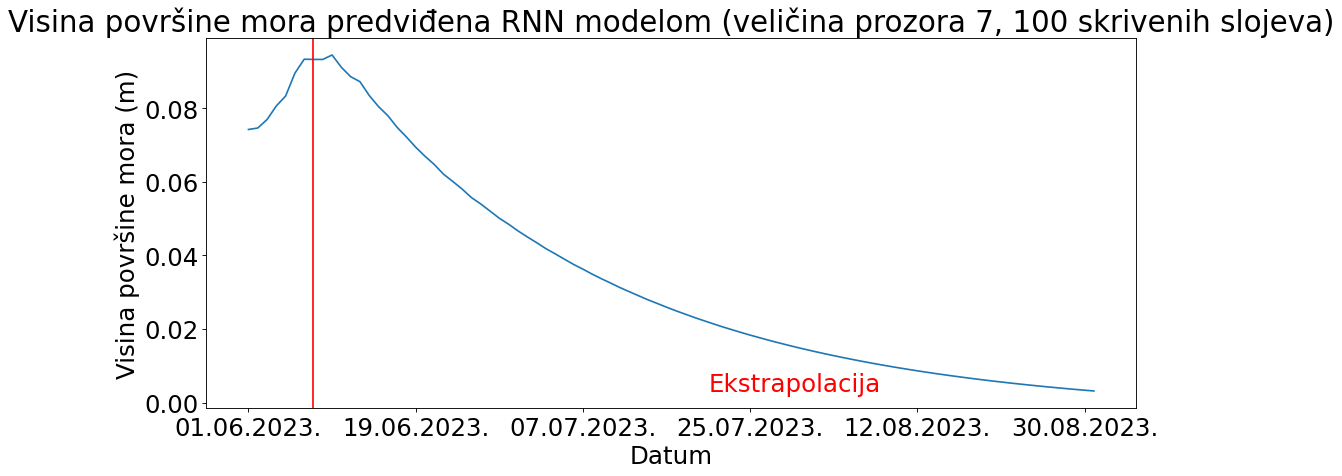 Visina površine mora predviđena RNN modelom (veličina prozora 7, 100 skrivenih slojeva)
Visina površine mora (m)
0.08
0.06
0.04
0.02
0.00
Ekstrapolacija
01.06.2023. 19.06.2023. 07.07.2023. 25.07.2023. 12.08.2023. 30.08.2023.
Datum